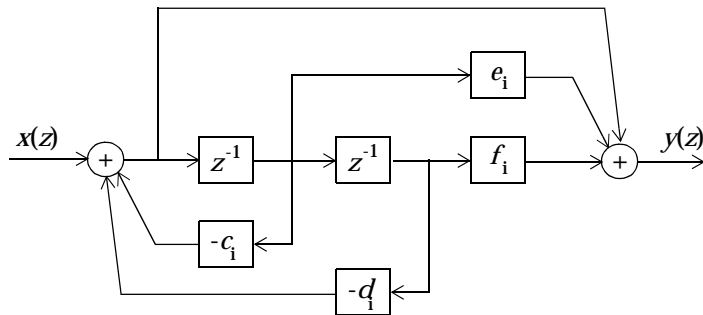 e_i
x(z)
y(z)
+
z^-1
z^-1
f_i
+
-c_i
-d_i